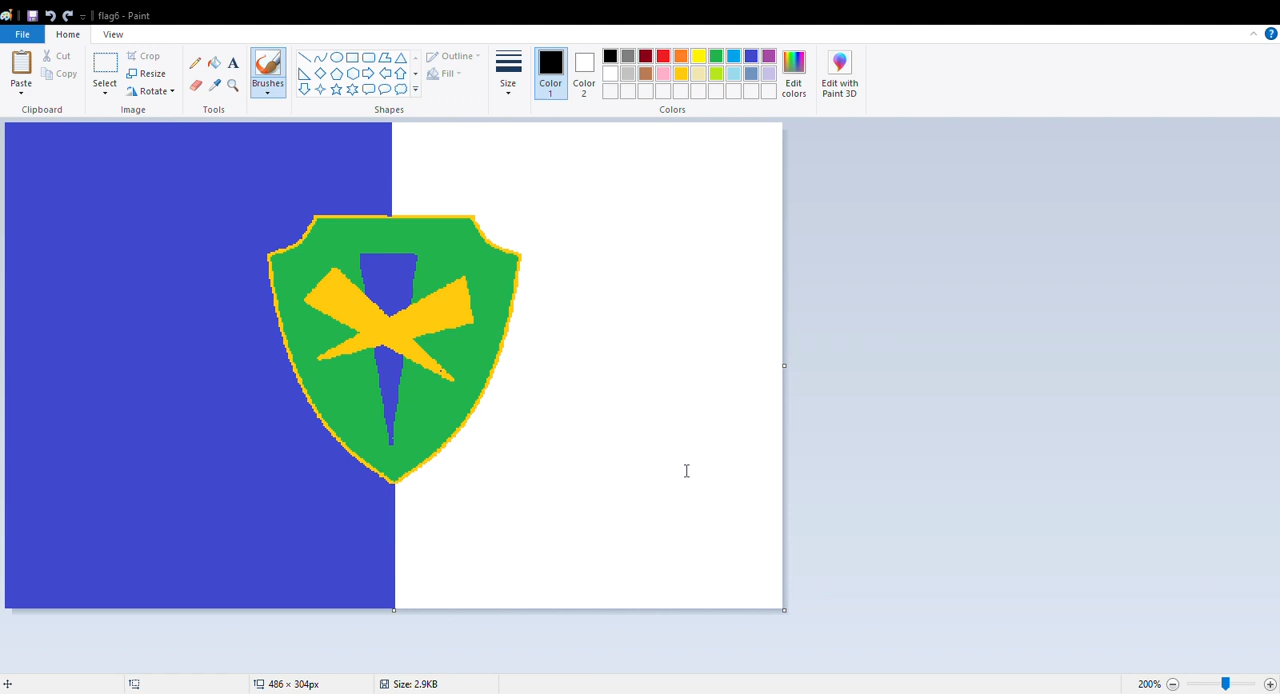 flag6 - Paint
File Home View
Paste
Cut
Copy
Clipboard
Select
Crop
Resize
Rotate
Image
A
Tools
Brushes
Outline
Fill
Shapes
Size
Color 1
Color 2
Edit colors
Colors
Edit with Paint 3D
?
486 × 304px
Size: 2.9KB
200%